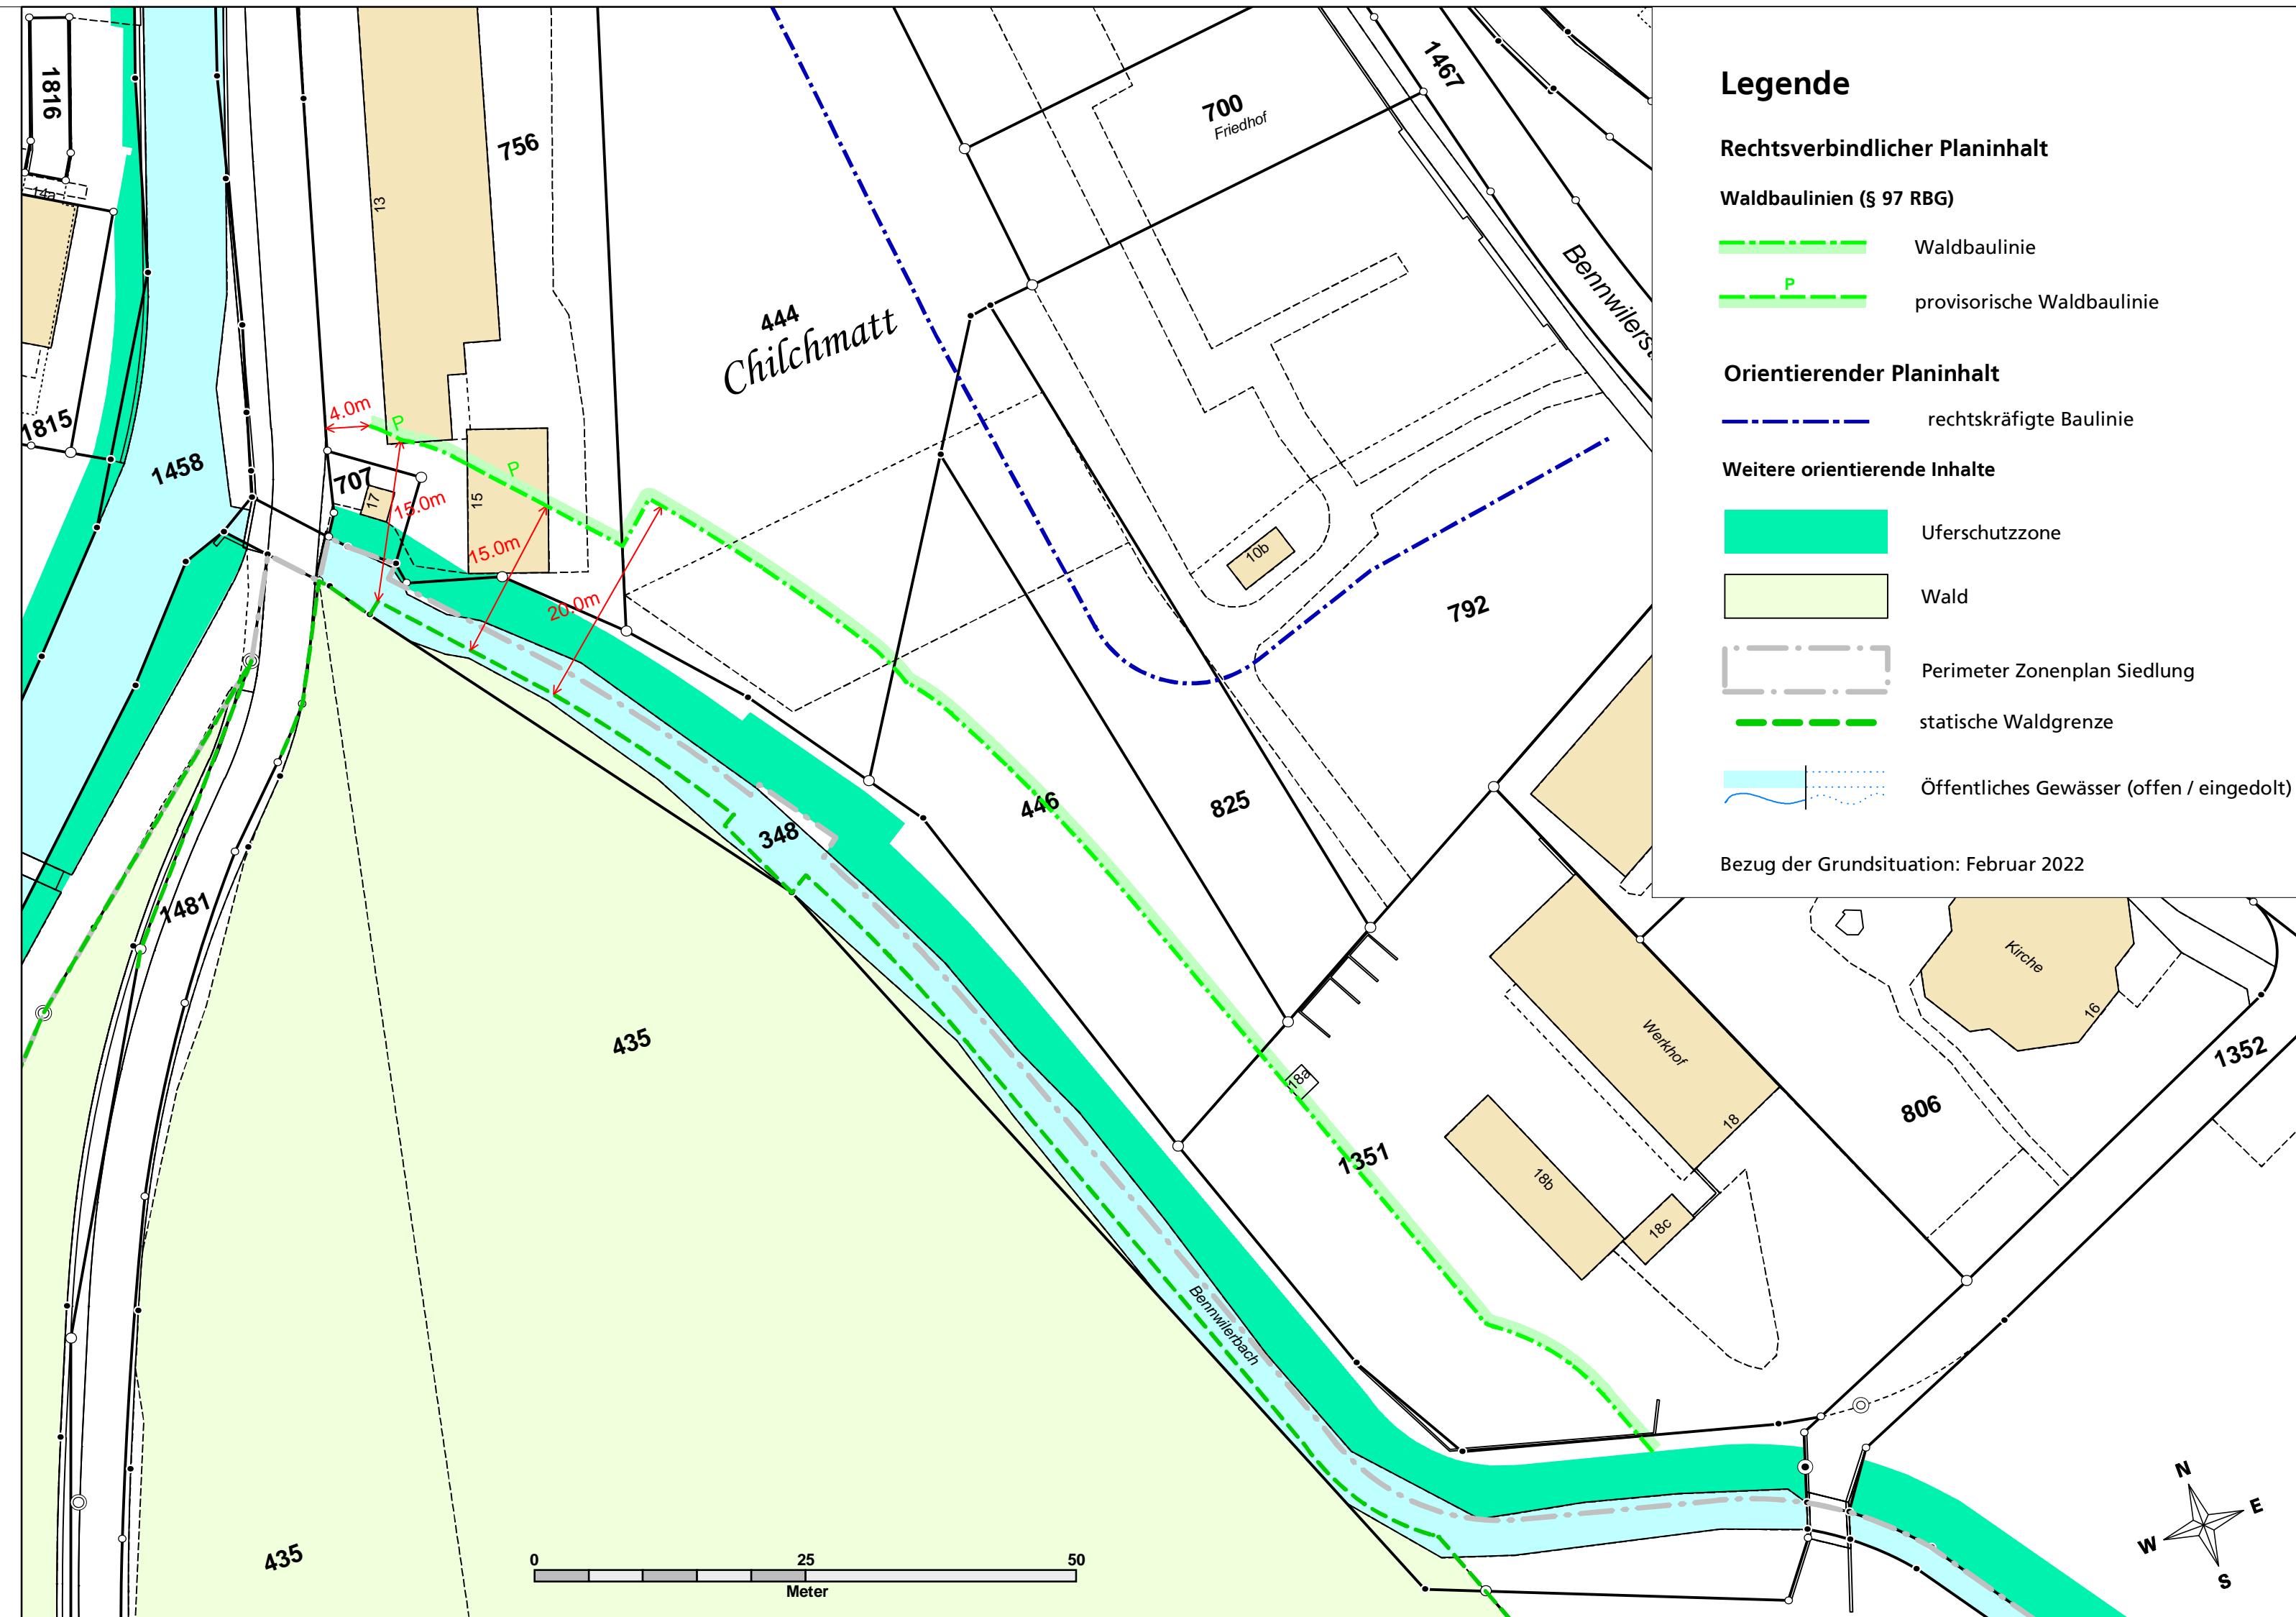 1816
14a
1815
1458
13
756
4.0m
P
P
707
17
15
15.0m
15.0m
20.0m
444
Chilchmatt
700
Friedhof
1467
10b
792
348
446
825
1481
435
18a
1351
Werkhof
18
18b
18c
Kirche
16
806
1352
Bennwilerbach
435
0 25 50
Meter
N
E
S
W
Legende
Rechtsverbindlicher Planinhalt
Waldbaulinien (§ 97 RBG)
Waldbaulinie
P
provisorische Waldbaulinie
Orientierender Planinhalt
rechtskräfigte Baulinie
Weitere orientierende Inhalte
Uferschutzzone
Wald
Perimeter Zonenplan Siedlung
statische Waldgrenze
Öffentliches Gewässer (offen / eingedolt)
Bezug der Grundsituation: Februar 2022